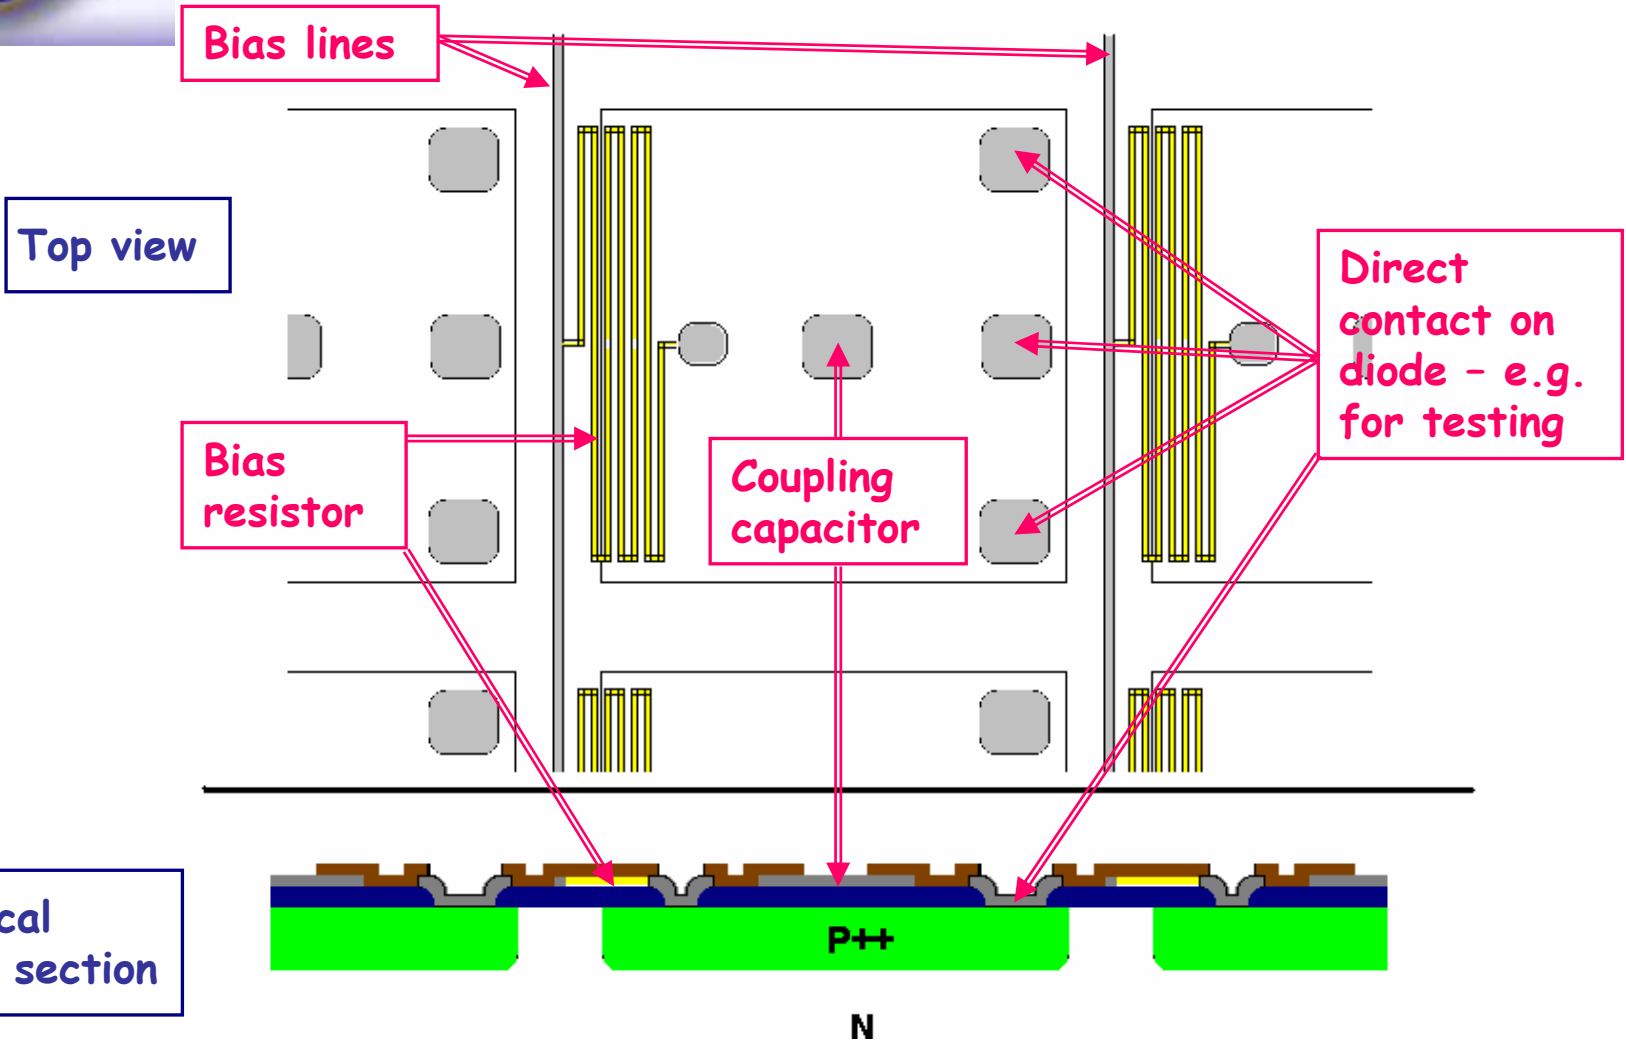 Bias lines
Top view
Direct
contact on
diode – e.g.
for testing
Bias
resistor
Coupling
capacitor
cal
section
P++
N